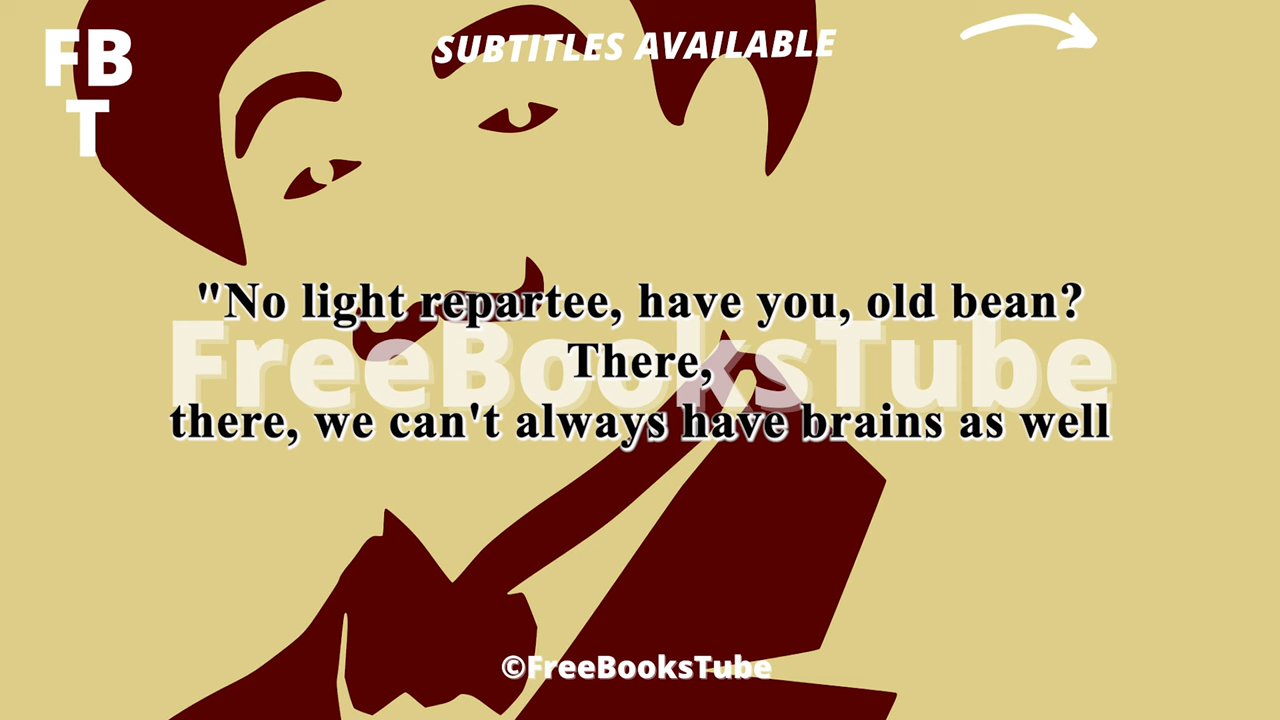 FB
T
SUBTITLES AVAILABLE
"No light repartee, have you, old bean?
There,
there, we can't always have brains as well
FreeBooksTube
©FreeBooksTube